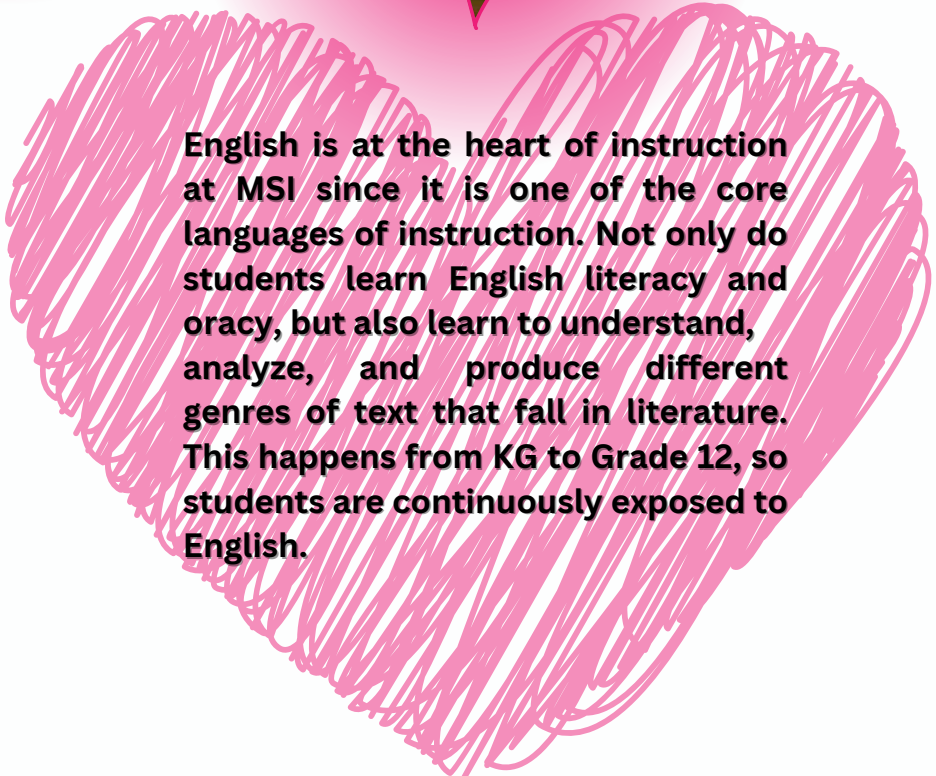 English is at the heart of instruction
at MSI since it is one of the core
languages of instruction. Not only do
students learn English literacy and
oracy, but also learn to understand,
analyze, and produce different
genres of text that fall in literature.
This happens from KG to Grade 12, so
students are continuously exposed to
English.